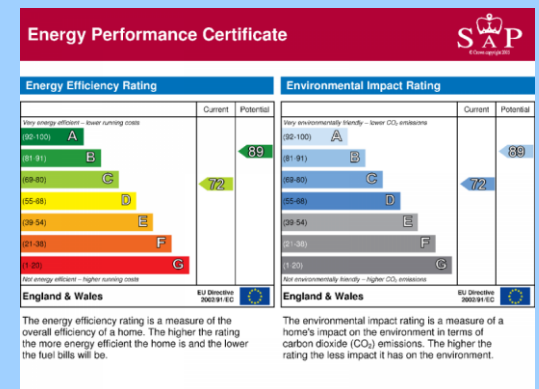 Energy Performance Certificate
SAP
© Crown copyright 2005
Energy Efficiency Rating
Current Potential
Very energy efficient – lower running costs
(92-100) A
(81-91) B
89
(69-80) C
72
(55-68) D
(39-54) E
(21-38) F
(1-20) G
Not energy efficient – higher running costs
England & Wales
EU Directive
2002/91/EC
The energy efficiency rating is a measure of the
overall efficiency of a home. The higher the rating
the more energy efficient the home is and the lower
the fuel bills will be.
Environmental Impact Rating
Current Potential
Very environmentally friendly – lower CO₂ emissions
(92-100) A
(81-91) B
89
(69-80) C
72
(55-68) D
(39-54) E
(21-38) F
(1-20) G
Not environmentally friendly – higher CO₂ emissions
England & Wales
EU Directive
2002/91/EC
The environmental impact rating is a measure of a
home's impact on the environment in terms of
carbon dioxide (CO₂) emissions. The higher the
rating the less impact it has on the environment.